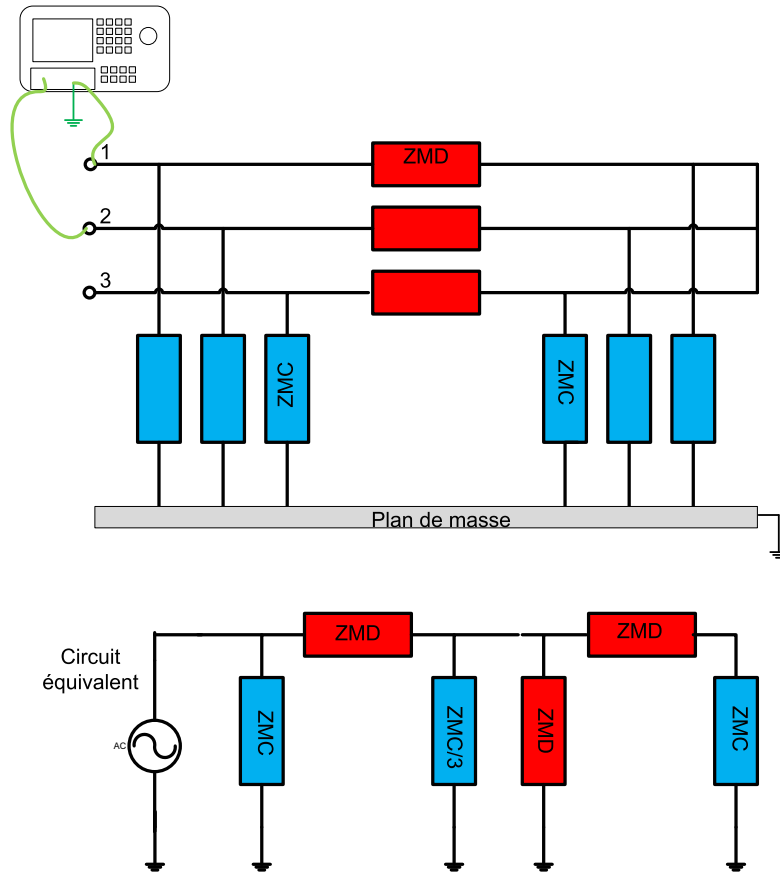 1
ZMD
2
3
ZMC
ZMC
Plan de masse
ZMD
ZMD
Circuit
équivalent
AC
ZMC
ZMC/3
ZMD
ZMC